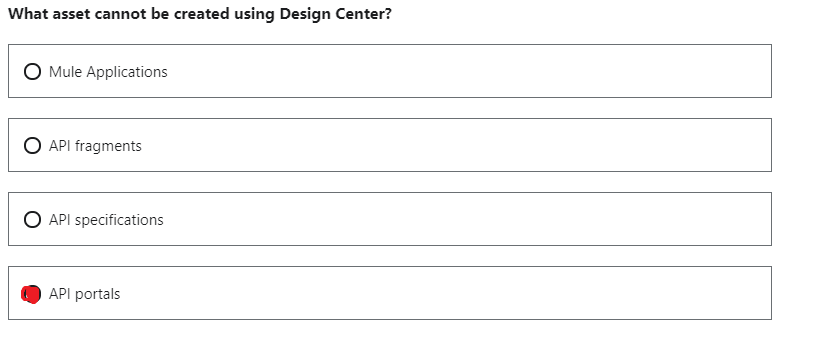 What asset cannot be created using Design Center?
Mule Applications
API fragments
API specifications
API portals